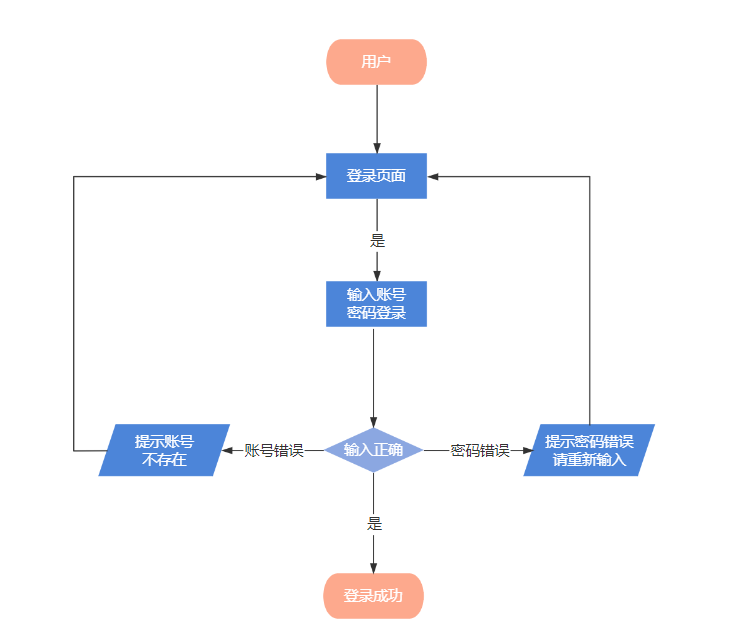 用户
登录页面
是
输入账号
密码登录
提示账号
不存在
账号错误
输入正确
密码错误
提示密码错误
请重新输入
是
登录成功